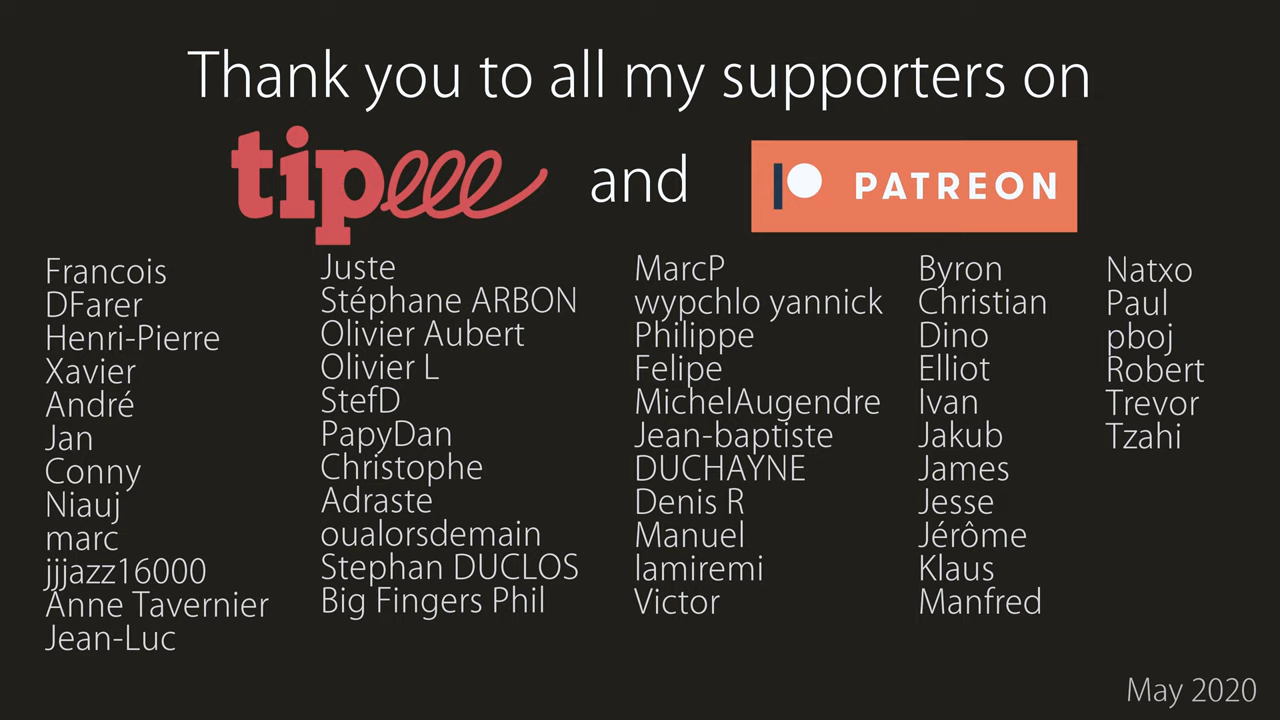 Thank you to all my supporters on
tipeee and PATREON
Francois
DFarer
Henri-Pierre
Xavier
André
Jan
Conny
Niauj
marc
jjjazz16000
Anne Tavernier
Jean-Luc
Juste
Stéphane ARBON
Olivier Aubert
Olivier L
StefD
PapyDan
Christophe
Adraste
oualorsdemain
Stephan DUCLOS
Big Fingers Phil
MarcP
wypchlo yannick
Philippe
Felipe
MichelAugendre
Jean-baptiste
DUCHAYNE
Denis R
Manuel
lamiremi
Victor
Byron
Christian
Dino
Elliot
Ivan
Jakub
James
Jesse
Jérôme
Klaus
Manfred
Natxo
Paul
pboj
Robert
Trevor
Tzahi
May 2020